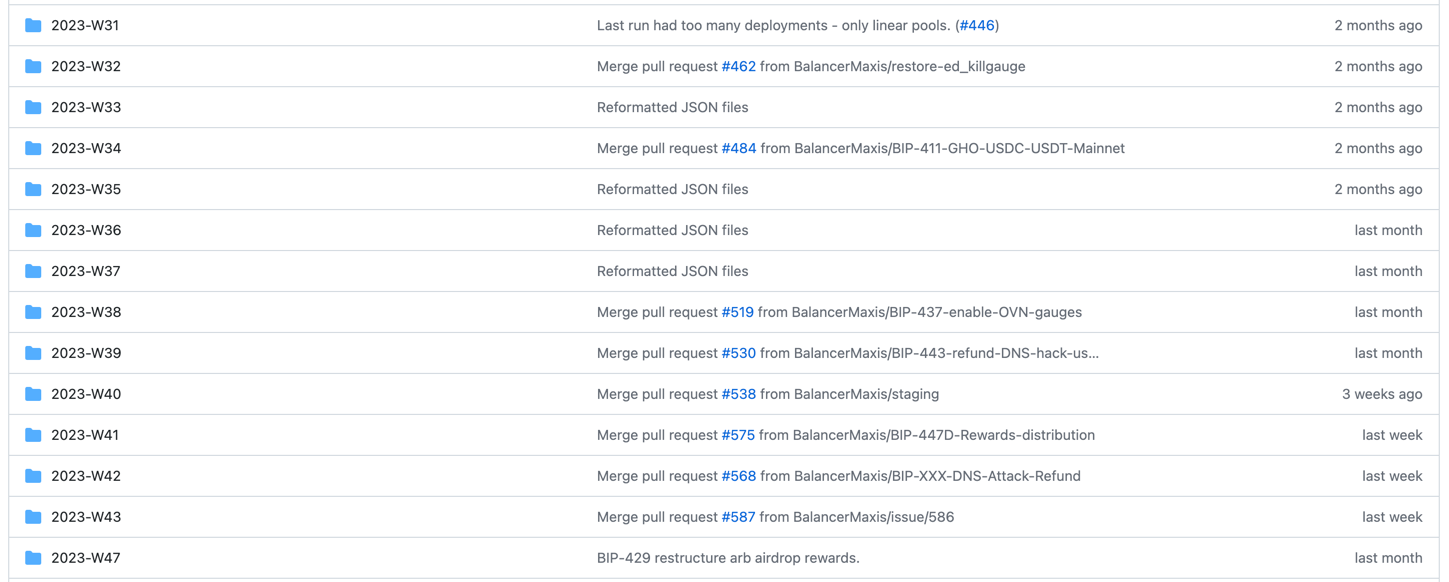 2023-W31 Last run had too many deployments - only linear pools. (#446) 2 months ago
2023-W32 Merge pull request #462 from BalancerMaxis/restore-ed_killgauge 2 months ago
2023-W33 Reformatted JSON files 2 months ago
2023-W34 Merge pull request #484 from BalancerMaxis/BIP-411-GHO-USDC-USDT-Mainnet 2 months ago
2023-W35 Reformatted JSON files 2 months ago
2023-W36 Reformatted JSON files last month
2023-W37 Reformatted JSON files last month
2023-W38 Merge pull request #519 from BalancerMaxis/BIP-437-enable-OVN-gauges last month
2023-W39 Merge pull request #530 from BalancerMaxis/BIP-443-refund-DNS-hack-us... last month
2023-W40 Merge pull request #538 from BalancerMaxis/staging 3 weeks ago
2023-W41 Merge pull request #575 from BalancerMaxis/BIP-447D-Rewards-distribution last week
2023-W42 Merge pull request #568 from BalancerMaxis/BIP-XXX-DNS-Attack-Refund last week
2023-W43 Merge pull request #587 from BalancerMaxis/issue/586 last week
2023-W47 BIP-429 restructure arb airdrop rewards. last month